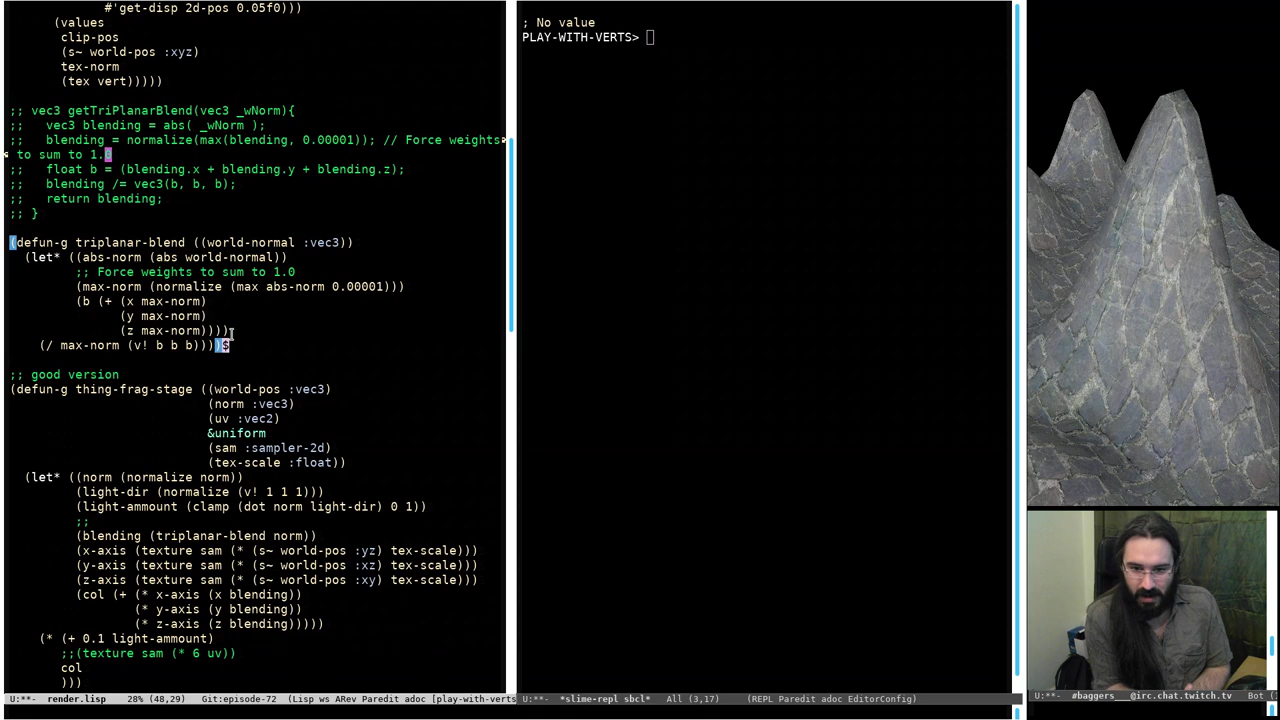 #'get-disp 2d-pos 0.05f0)))
(values
clip-pos
(s~ world-pos :xyz)
tex-norm
(tex vert)))))
;; vec3 getTriPlanarBlend(vec3 _wNorm){
;;   vec3 blending = abs( _wNorm );
;;   blending = normalize(max(blending, 0.00001)); // Force weights
to sum to 1.0
;;   float b = (blending.x + blending.y + blending.z);
;;   blending /= vec3(b, b, b);
;;   return blending;
;; }
(defun-g triplanar-blend ((world-normal :vec3))
(let* ((abs-norm (abs world-normal))
;; Force weights to sum to 1.0
(max-norm (normalize (max abs-norm 0.00001)))
(b (+ (x max-norm)
(y max-norm)
(z max-norm))))
(/ max-norm (v! b b b))))$
;; good version
(defun-g thing-frag-stage ((world-pos :vec3)
(norm :vec3)
(uv :vec2)
&uniform
(sam :sampler-2d)
(tex-scale :float))
(let* ((norm (normalize norm))
(light-dir (normalize (v! 1 1 1)))
(light-amount (clamp (dot norm light-dir) 0 1))
;;
(blending (triplanar-blend norm))
(x-axis (texture sam (* (s~ world-pos :yz) tex-scale)))
(y-axis (texture sam (* (s~ world-pos :xz) tex-scale)))
(z-axis (texture sam (* (s~ world-pos :xy) tex-scale)))
(col (+ (* x-axis (x blending))
(* y-axis (y blending))
(* z-axis (z blending)))))
(* (+ 0.1 light-ammount)
;;(texture sam (* 6 uv))
col
)))
U:**-  render.lisp    28% (48,29)    Git:episode-72  (Lisp ws ARev Paredit adoc [play-with-verts
; No value
PLAY-WITH-VERTS>
U:**-  *slime-repl sbcl*   All (3,17)     (REPL Paredit adoc EditorConfig)
U:**-  #baggers___@irc.chat.twitch.tv   Bot (